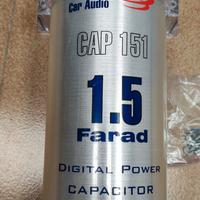 Car Audio
CAP 151
1.5
Farad
DIGITAL POWER
CAPACITOR